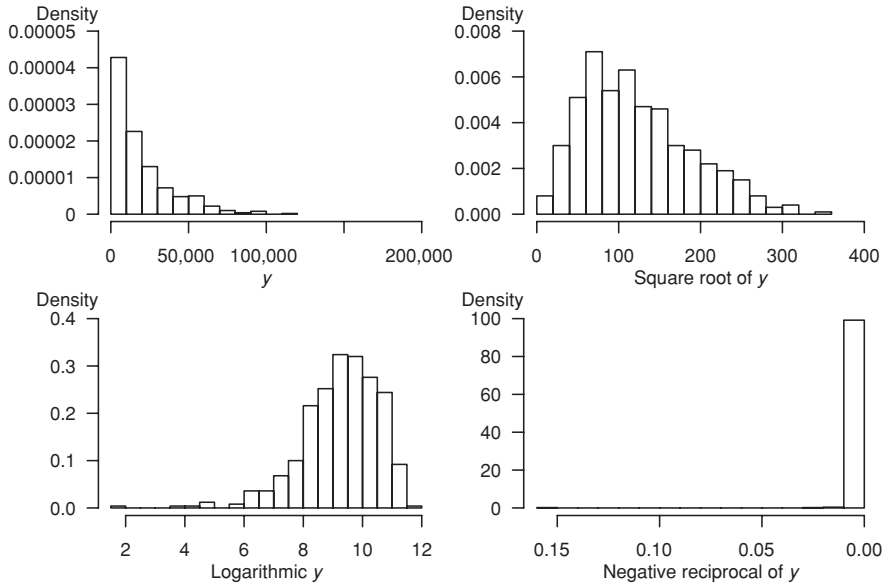 Density
0.00005
0.00004
0.00003
0.00002
0.00001
0
0 50,000 100,000 200,000
y
Density
0.008
0.006
0.004
0.002
0.000
0 100 200 300 400
Square root of y
Density
0.4
0.3
0.2
0.1
0.0
2 4 6 8 10 12
Logarithmic y
Density
100
80
60
40
20
0
0.15 0.10 0.05 0.00
Negative reciprocal of y